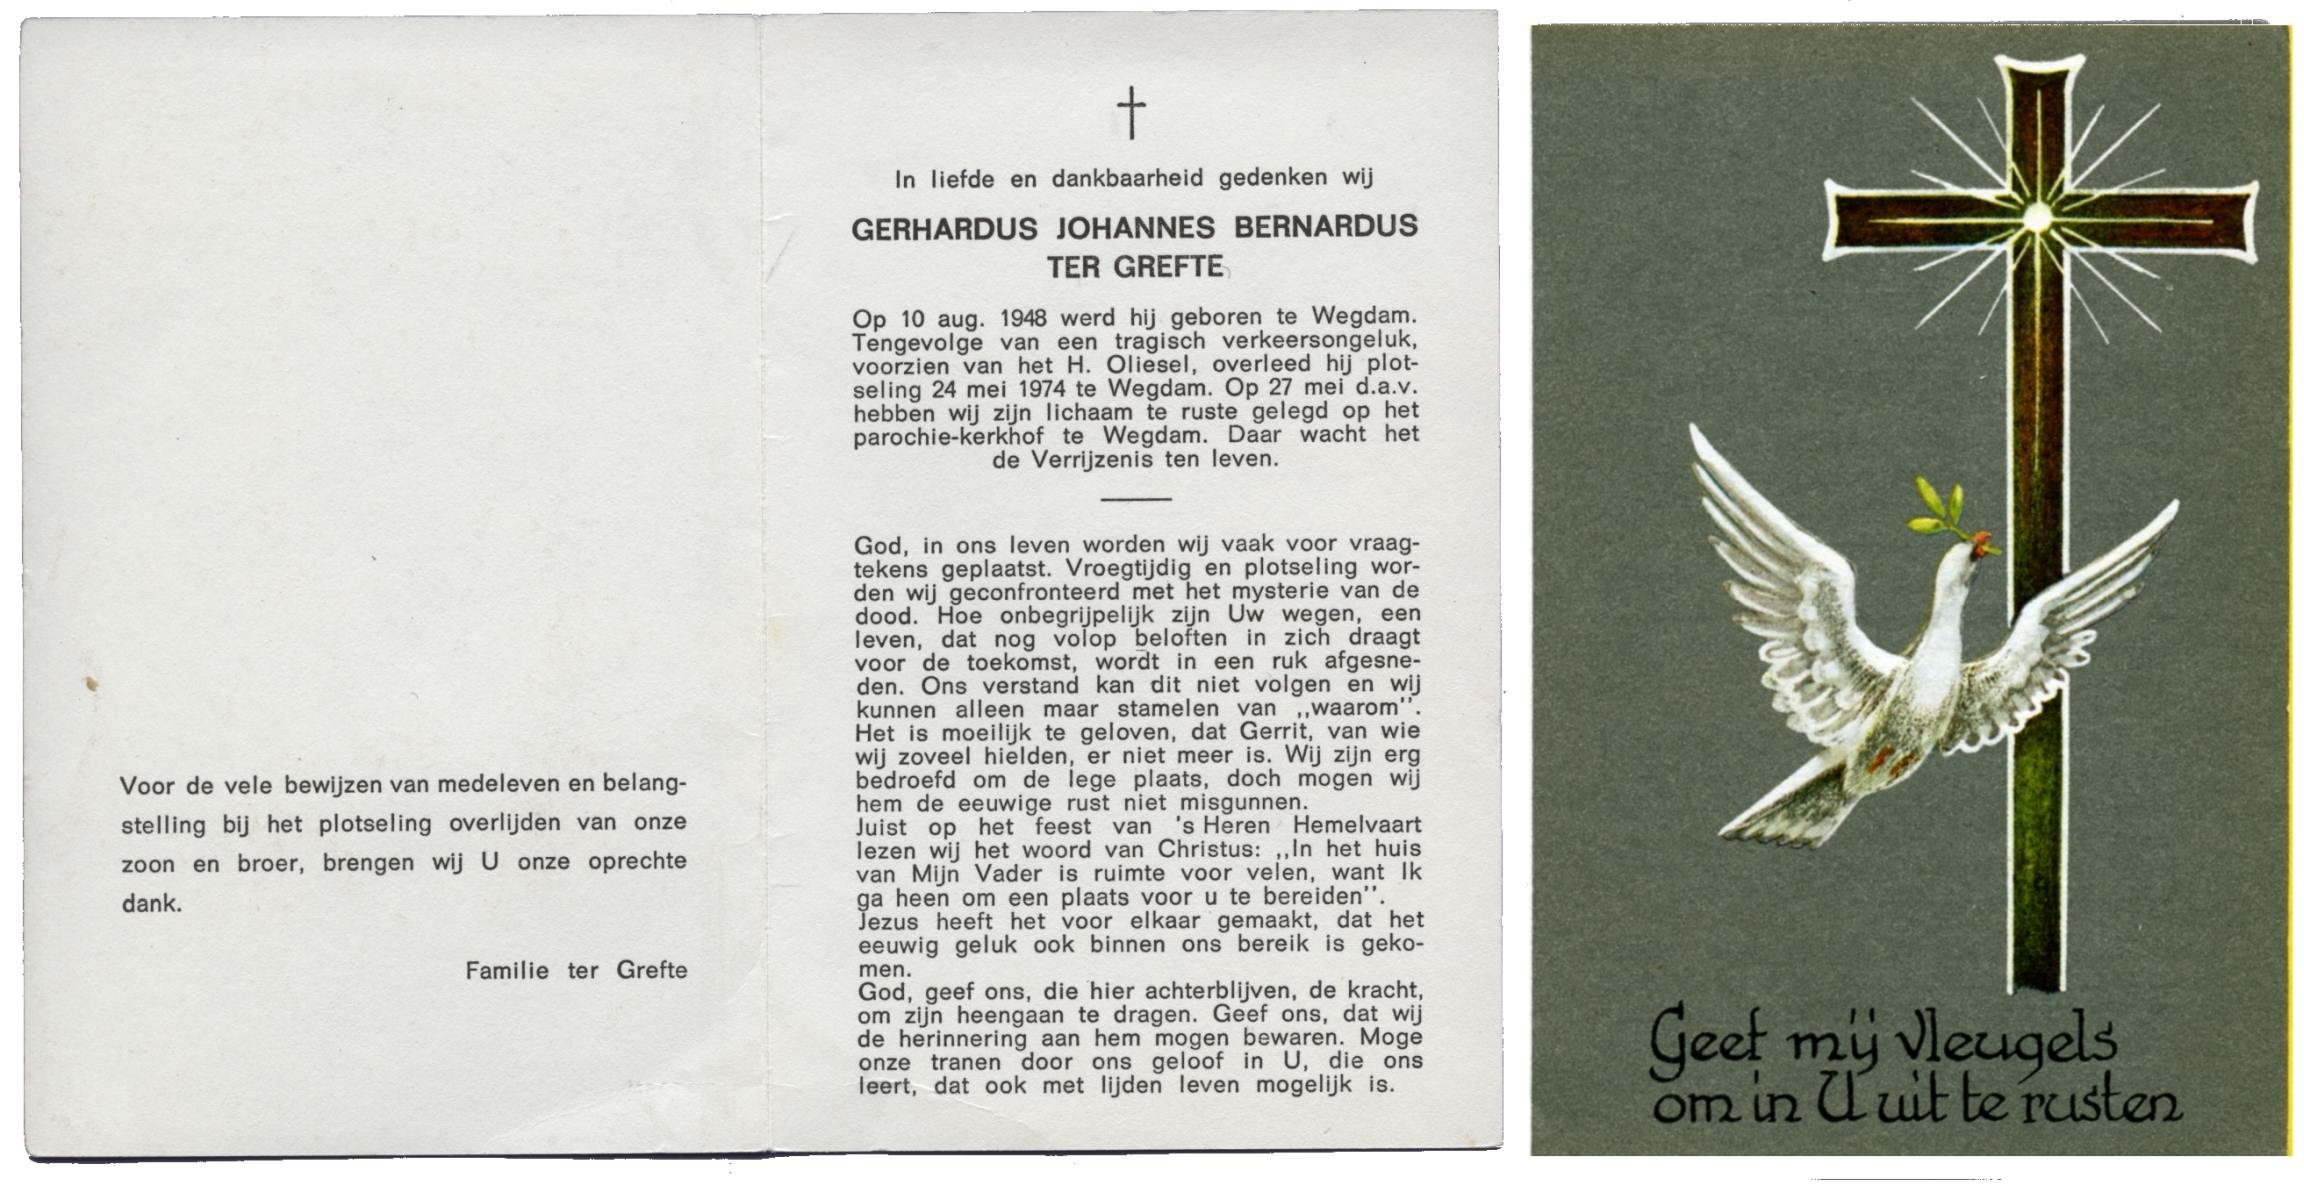 Voor de vele bewijzen van medeleven en belang-
stelling bij het plotseling overlijden van onze
zoon en broer, brengen wij U onze oprechte
dank.
Familie ter Grefte
In liefde en dankbaarheid gedenken wij
GERHARDUS JOHANNES BERNARDUS
TER GREFTE
Op 10 aug. 1948 werd hij geboren te Wegdam.
Tengevolge van een tragisch verkeersongeluk,
voorzien van het H. Oliesel, overleed hij plot-
seling 24 mei 1974 te Wegdam. Op 27 mei d.a.v.
hebben wij zijn lichaam te ruste gelegd op het
parochie-kerkhof te Wegdam. Daar wacht het
de Verrijzenis ten leven.
God, in ons leven worden wij vaak voor vraag-
tekens geplaatst. Vroegtijdig en plotseling wor-
den wij geconfronteerd met het mysterie van de
dood. Hoe onbegrijpelijk zijn Uw wegen, een
leven, dat nog volop beloften in zich draagt
voor de toekomst, wordt in een ruk afgesne-
den. Ons verstand kan dit niet volgen en wij
kunnen alleen maar stamelen van ,,waarom''.
Het is moeilijk te geloven, dat Gerrit, van wie
wij zoveel hielden, er niet meer is. Wij zijn erg
bedroefd om de lege plaats, doch mogen wij
hem de eeuwige rust niet misgunnen.
Juist op het feest van 's Heren Hemelvaart
lezen wij het woord van Christus: ,,In het huis
van Mijn Vader is ruimte voor velen, want Ik
ga heen om een plaats voor u te bereiden''.
Jezus heeft het voor elkaar gemaakt, dat het
eeuwig geluk ook binnen ons bereik is geko-
men.
God, geef ons, die hier achterblijven, de kracht,
om zijn heengaan te dragen. Geef ons, dat wij
de herinnering aan hem mogen bewaren. Moge
onze tranen door ons geloof in U, die ons
leert, dat ook met lijden leven mogelijk is.
Geef mij vleugels
om in U uit te rusten